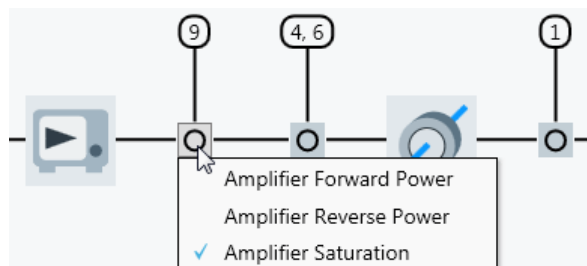 9
4, 6
1
Amplifier Forward Power
Amplifier Reverse Power
Amplifier Saturation